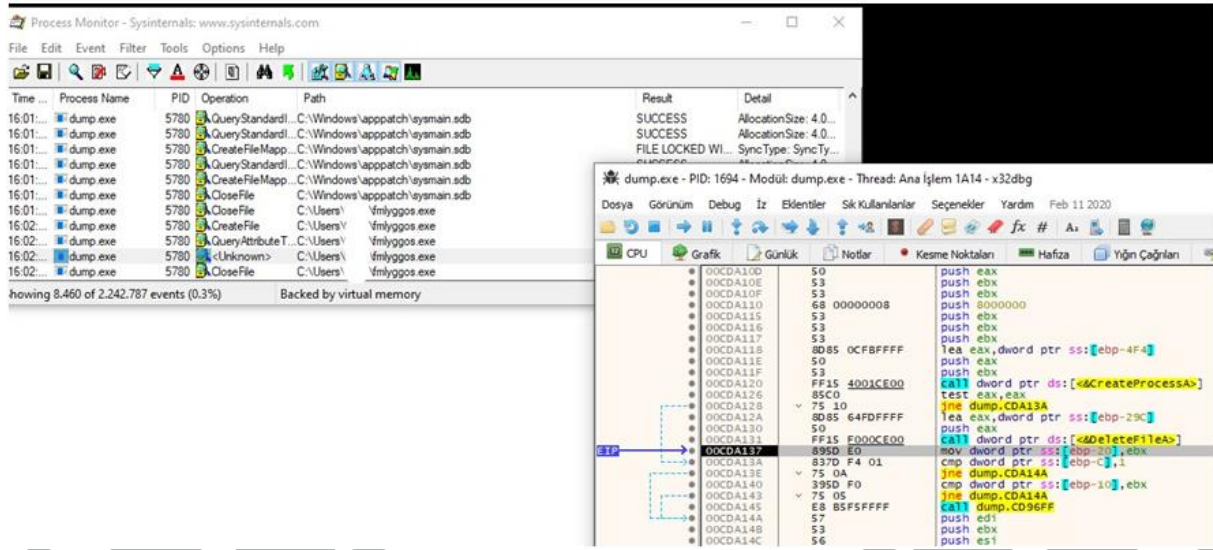 Process Monitor - Sysinternals: www.sysinternals.com
File Edit Event Filter Tools Options Help
Time ... Process Name PID Operation Path Result Detail
16:01:... dump.exe 5780 QueryStandardI...C:\Windows\apppatch\sysmain.sdb SUCCESS AllocationSize: 4.0...
16:01:... dump.exe 5780 QueryStandardI...C:\Windows\apppatch\sysmain.sdb SUCCESS AllocationSize: 4.0...
16:01:... dump.exe 5780 CreateFileMapp...C:\Windows\apppatch\sysmain.sdb FILE LOCKED WI... SyncType: SyncTy...
16:01:... dump.exe 5780 QueryStandardI...C:\Windows\apppatch\sysmain.sdb
16:01:... dump.exe 5780 CreateFileMapp...C:\Windows\apppatch\sysmain.sdb
16:01:... dump.exe 5780 CloseFile C:\Windows\apppatch\sysmain.sdb
16:01:... dump.exe 5780 CloseFile C:\Users\ \fmlyggos.exe
16:02:... dump.exe 5780 CreateFile C:\Users\ \fmlyggos.exe
16:02:... dump.exe 5780 QueryAttributeT...C:\Users\ \fmlyggos.exe
16:02:... dump.exe 5780 <Unknown> C:\Users\ \fmlyggos.exe
16:02:... dump.exe 5780 CloseFile C:\Users\ \fmlyggos.exe
showing 8.460 of 2.242.787 events (0.3%) Backed by virtual memory
dump.exe - PID: 1694 - Modül: dump.exe - Thread: Ana İşlem 1A14 - x32dbg
Dosya Görünüm Debug İz Eklentiler Sık Kullanılanlar Seçenekler Yardım Feb 11 2020
CPU Grafik Günlük Notlar Kesme Noktaları Hafıza Yığın Çağrıları
00CDA10D 50 push eax
00CDA10E 53 push ebx
00CDA10F 53 push ebx
00CDA110 68 00000008 push 8000000
00CDA115 53 push ebx
00CDA116 53 push ebx
00CDA117 53 push ebx
00CDA118 8D85 0CFBFFFF lea eax,dword ptr ss:[ebp-4F4]
00CDA11E 50 push eax
00CDA11F 53 push ebx
00CDA120 FF15 4001CE00 call dword ptr ds:[<&CreateProcessA>]
00CDA126 85C0 test eax,eax
00CDA128 75 10 jne dump.CDA13A
00CDA12A 8D85 64FDFFFF lea eax,dword ptr ss:[ebp-29C]
00CDA130 50 push eax
00CDA131 FF15 F000CE00 call dword ptr ds:[<&DeleteFileA>]
EIP 00CDA137 895D E0 mov dword ptr ss:[ebp-20],ebx
00CDA13A 837D F4 01 cmp dword ptr ss:[ebp-C],1
00CDA13E 75 0A jne dump.CDA14A
00CDA140 395D F0 cmp dword ptr ss:[ebp-10],ebx
00CDA143 75 05 jne dump.CDA14A
00CDA145 E8 B5F5FFFF call dump.CD96FF
00CDA14A 57 push edi
00CDA14B 53 push ebx
00CDA14C 56 push esi